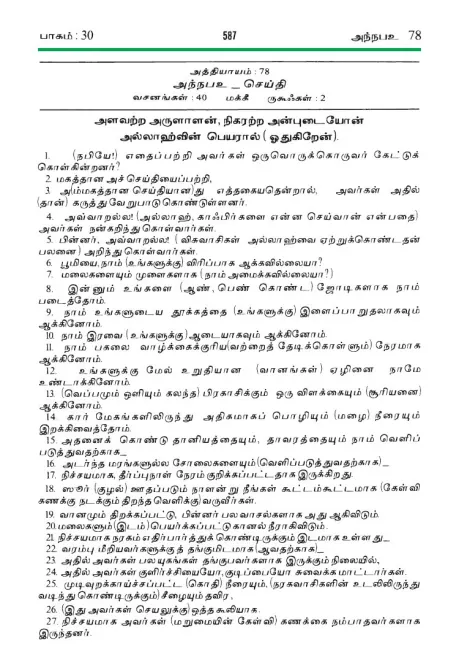 பாகம் : 30 587 அந்நபஉ 78
அத்தியாயம் : 78
அந்நபஉ _ செய்தி
வசனங்கள் : 40 மக்கீ ருகூஃகள் : 2
அளவற்ற அருளாளன், நிகரற்ற அன்புடையோன்
அல்லாஹ்வின் பெயரால் ( ஓதுகிறேன்).
1. (நபியே!) எதைப்பற்றி அவர்கள் ஒருவொருக்கொருவர் கேட்டுக்
கொள்கின்றனர்?
2. மகத்தான அச் செய்தியைப்பற்றி,
3. அ(ம்மகத்தான செய்தியான)து எத்தகையதென்றால், அவர்கள் அதில்
(தான்) கருத்து வேறுபாடு கொண்டுள்ளனர்.
4. அவ்வாறல்ல! (அல்லாஹ், காஃபிர்களை என்ன செய்வான் என்பதை)
அவர்கள் நன்கறிந்து கொள்வார்கள்.
5. பின்னர், அவ்வாறல்ல! ( விசுவாசிகள் அல்லாஹ்வை ஏற்றுக்கொண்டதன்
பலனை ) அறிந்து கொள்வார்கள்.
6. பூமியை, நாம் (உங்களுக்கு) விரிப்பாக ஆக்கவில்லையா?
7. மலைகளையும் முளைகளாக ( நாம் அமைக்கவில்லையா?)
8. இன்னும் உங்களை (ஆண், பெண் கொண்ட) ஜோடிகளாக நாம்
படைத்தோம்.
9. நாம் உங்களுடைய தூக்கத்தை (உங்களுக்கு) இளைப்பாறுதலாகவும்
ஆக்கினோம்.
10. நாம் இரவை ( உங்களுக்கு) ஆடையாகவும் ஆக்கினோம்.
11. நாம் பகலை வாழ்க்கைக்குரிய(வற்றைத் தேடிக்கொள்ளும்) நேரமாக
ஆக்கினோம்.
12. உங்களுக்கு மேல் உறுதியான (வானங்கள்) ஏழினை நாமே
உண்டாக்கினோம்.
13. (வெப்பமும் ஒளியும் கலந்த) பிரகாசிக்கும் ஒரு விளக்கையும் (சூரியனை)
ஆக்கினோம்.
14. கார் மேகங்களிலிருந்து அதிகமாகப் பொழியும் (மழை) நீரையும்
இறக்கிவைத்தோம்.
15. அதனைக் கொண்டு தானியத்தையும், தாவரத்தையும் நாம் வெளிப்
படுத்துவதற்காக_
16. அடர்ந்த மரங்களுல்ல சோலைகளையும் (வெளிப்படுத்துவதற்காக)_
17. நிச்சயமாக, தீர்ப்புநாள் நேரம் குறிக்கப்பட்டதாக இருக்கிறது.
18. ஸூர் (குழல்) ஊதப்படும் நாளன்று நீங்கள் கூட்டம்கூட்டமாக (கேள்வி
கணக்கு நடக்கும் திறந்த வெளிக்கு) வருவீர்கள்.
19. வானமும் திறக்கப்பட்டு, பின்னர் பல வாசல்களாக அது ஆகிவிடும்.
20. மலைகளும் (இடம்) பெயர்க்கப்பட்டு கானல் நீராகிவிடும்.
21. நிச்சயமாக நரகம் எதிர்பார்த்துக் கொண்டிருக்கும் இடமாக உள்ளது_
22. வரம்பு மீறியவர்களுக்குத் தங்குமிடமாக (ஆவதற்காக)_
23. அதில் அவர்கள் பலயுகங்கள் தங்குபவர்களாக இருக்கும் நிலையில்,
24. அதில் அவர்கள் குளிர்ச்சியையோ, குடிப்பையோ சுவைக்கமாட்டார்கள்.
25. முடிவுறக்காய்ச்சப்பட்ட (கொதி) நீரையும், (நரகவாசிகளின் உடலிலிருந்து
வடிந்து கொண்டிருக்கும்) சீழையும் தவிர ,
26. (இது அவர்கள் செயலுக்கு) ஒத்த கூலியாக.
27. நிச்சயமாக அவர்கள் (மறுமையின் கேள்வி) கணக்கை நம்பாதவர்களாக
இருந்தனர்.